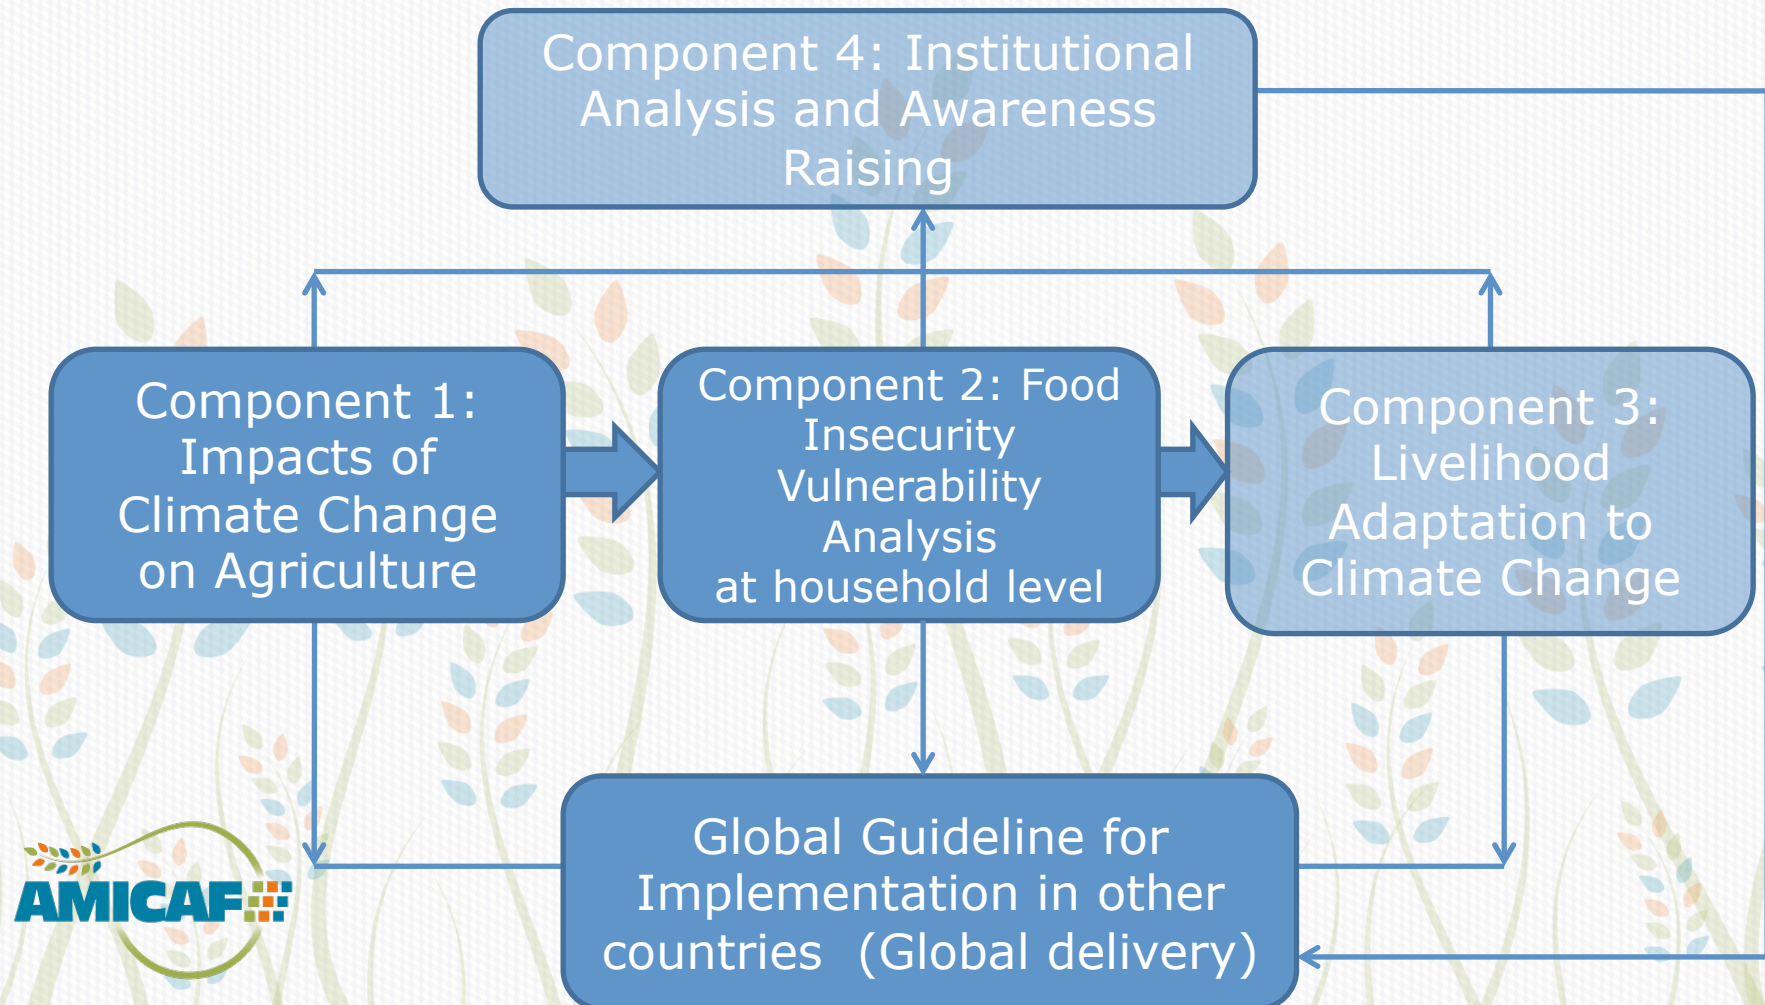 Component 4: Institutional
Analysis and Awareness
Raising
Component 1:
Impacts of
Climate Change
on Agriculture
Component 2: Food
Insecurity
Vulnerability
Analysis
at household level
Component 3:
Livelihood
Adaptation to
Climate Change
Global Guideline for
Implementation in other
countries (Global delivery)
AMICAF